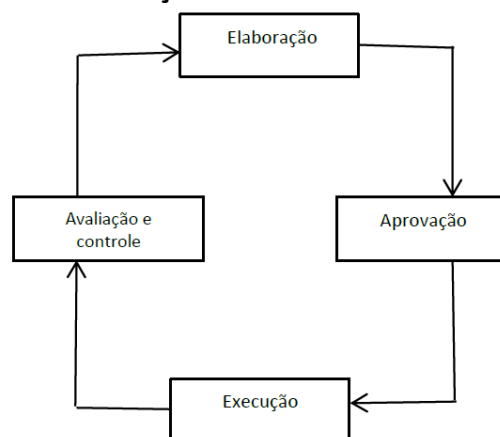 Elaboração
Aprovação
Execução
Avaliação e
controle